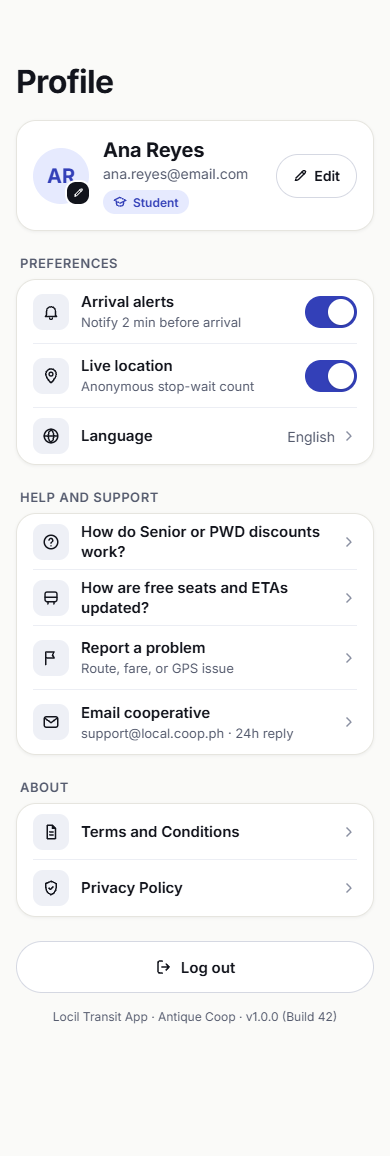 Profile
AR
Ana Reyes
ana.reyes@email.com
Student
Edit
PREFERENCES
Arrival alerts
Notify 2 min before arrival
Live location
Anonymous stop-wait count
Language
English
HELP AND SUPPORT
How do Senior or PWD discounts
work?
How are free seats and ETAs
updated?
Report a problem
Route, fare, or GPS issue
Email cooperative
support@local.coop.ph · 24h reply
ABOUT
Terms and Conditions
Privacy Policy
Log out
Locil Transit App · Antique Coop · v1.0.0 (Build 42)